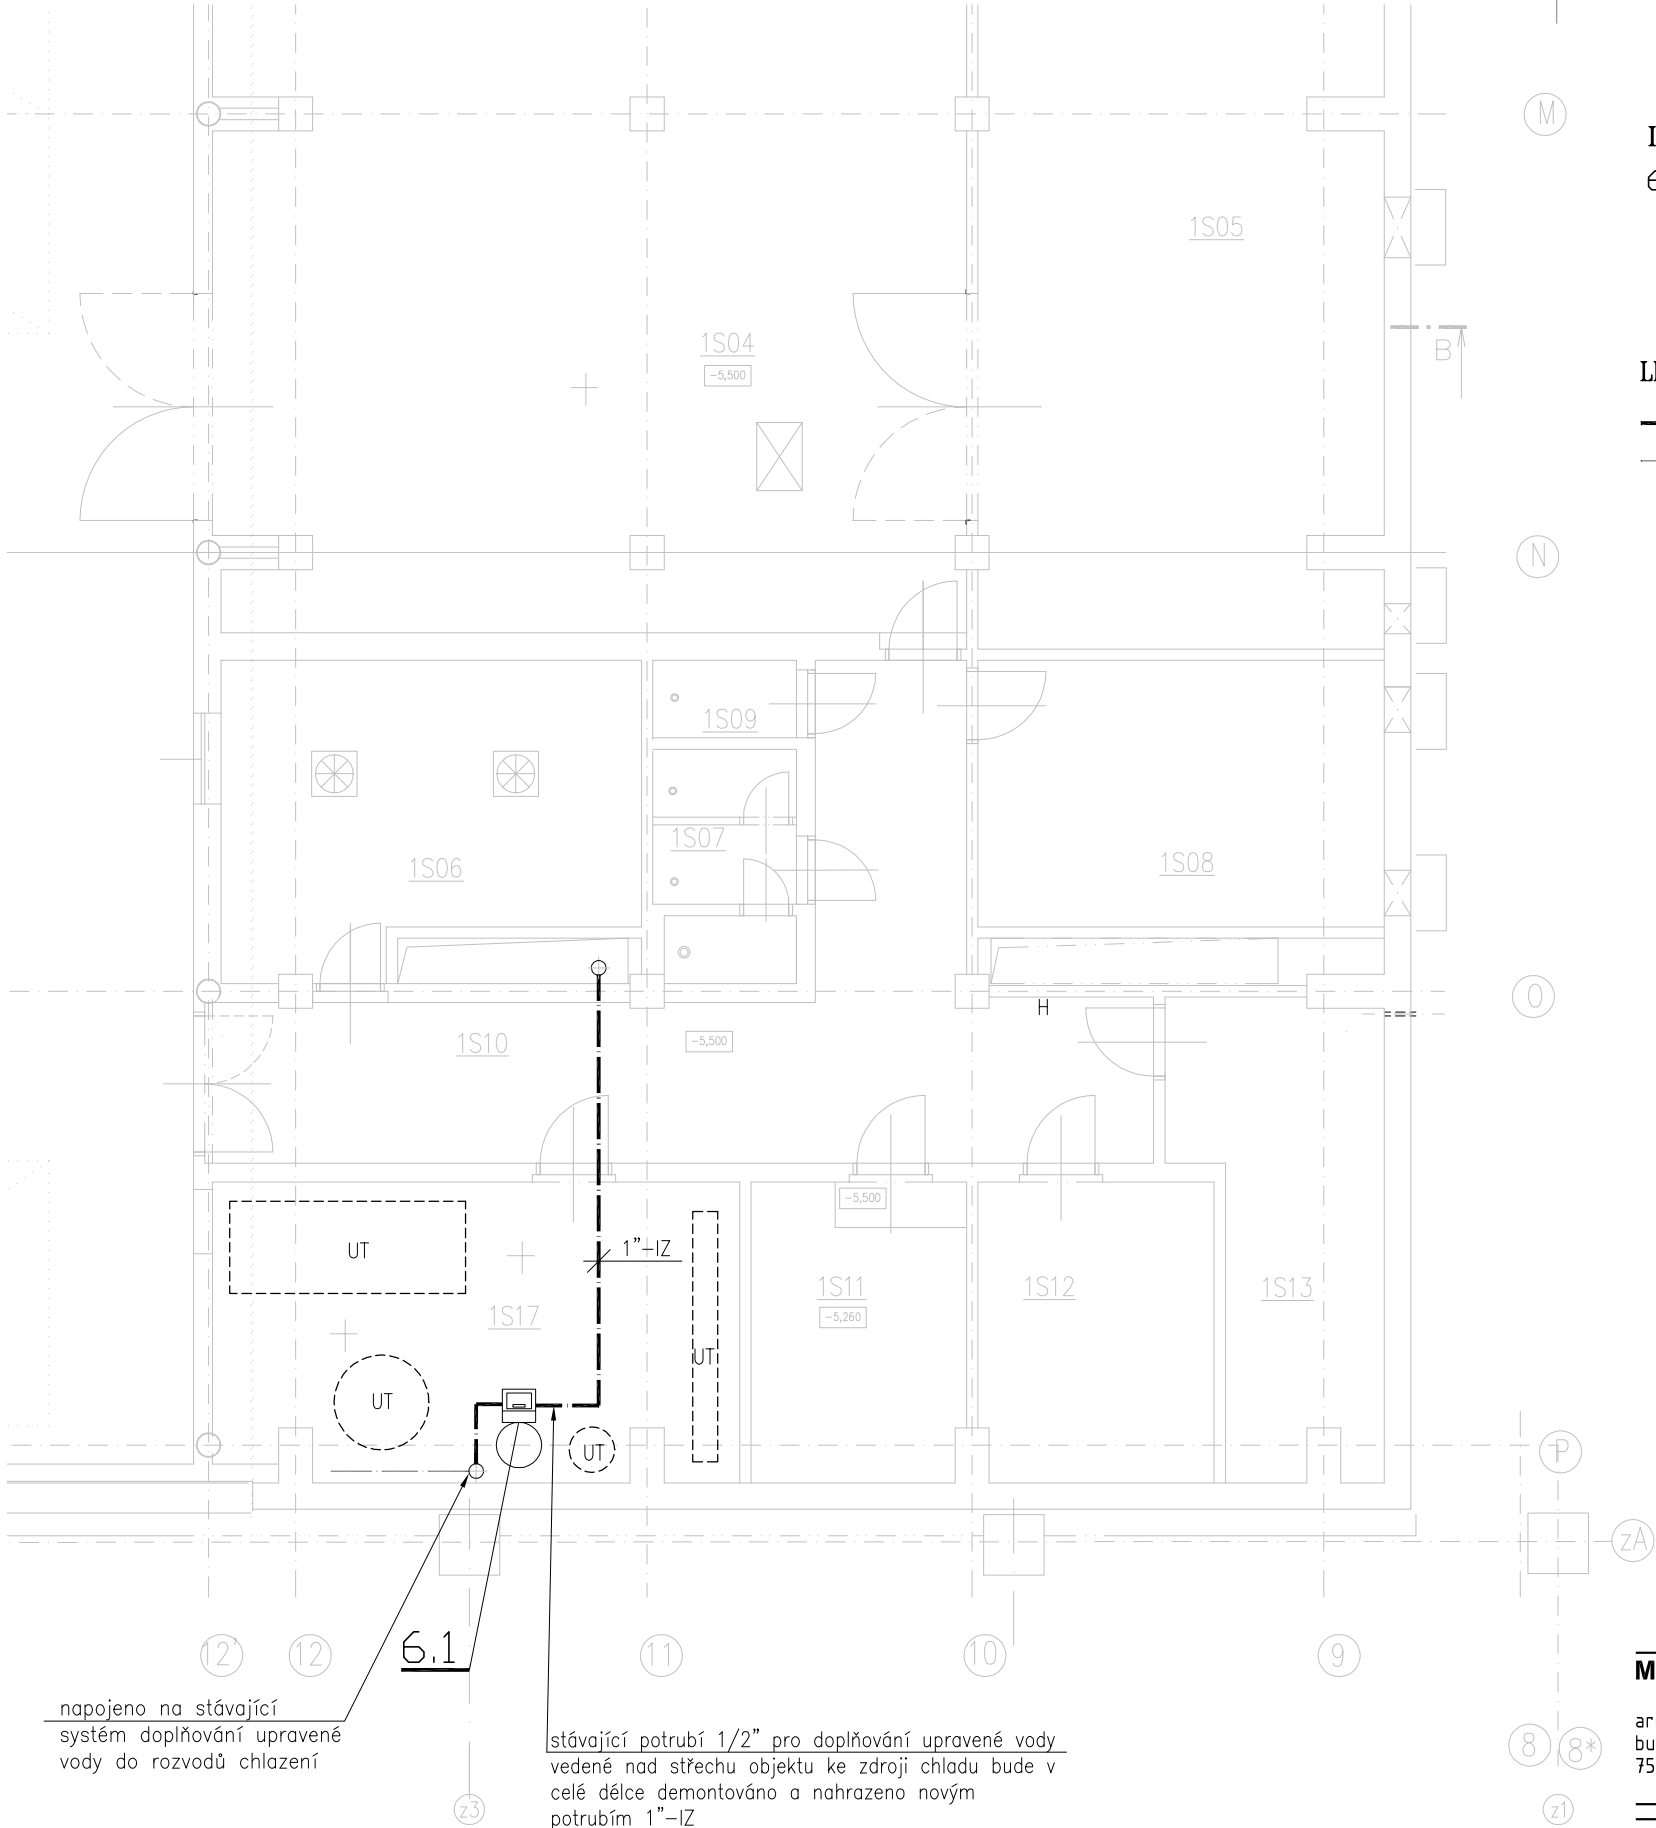 M
1S05
1S04
-5,500
B
N
1S09
1S07
1S06
1S08
O
H
1S10
-5,500
-5,500
UT
1"-IZ
1S17
1S11
-5,260
1S12
1S13
UT
UT
UT
P
zA
12'
12
6.1
11
10
9
napojeno na stávající
systém doplňování upravené
vody do rozvodů chlazení
stávající potrubí 1/2" pro doplňování upravené vody
vedené nad střechu objektu ke zdroji chladu bude v
celé délce demontováno a nahrazeno novým
potrubím 1"-IZ
8
8*
z3
z1
M
ar
bu
75